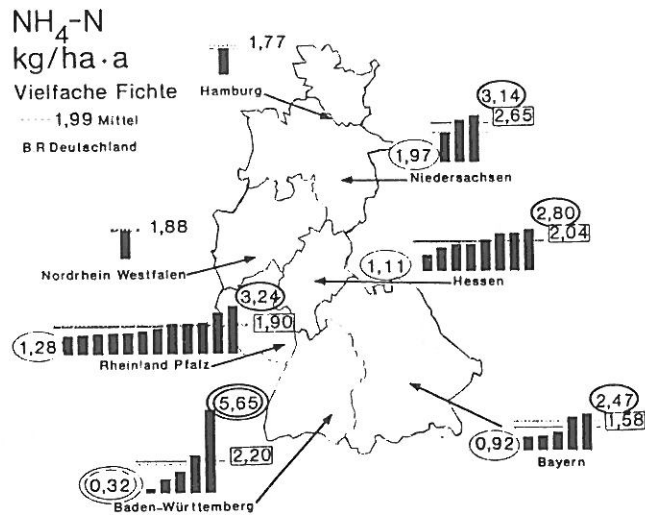 NH4-N
kg/ha·a
Vielfache Fichte
1,99 Mittel
BR Deutschland
1,77
Hamburg
3,14
2,65
1,97
Niedersachsen
1,88
Nordrhein Westfalen
2,80
2,04
1,11
Hessen
3,24
1,90
1,28
Rheinland Pfalz
5,65
2,20
0,32
Baden-Württemberg
2,47
1,58
0,92
Bayern